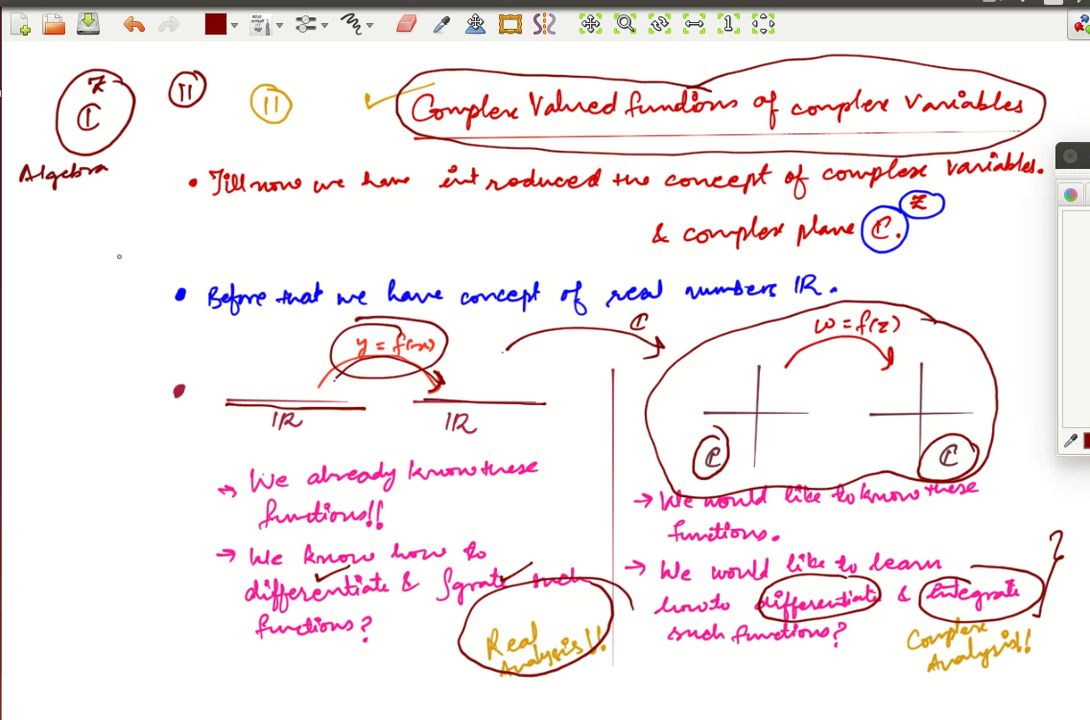 z
ℂ
Algebra
11
11
Complex Valued functions of complex variables
• Till now we have introduced the concept of complex variables.
& complex plane ℂ. z
• Before that we have concept of real numbers ℝ.
y = f(x)
ℂ
w = f(z)
ℝ
ℝ
ℂ
ℂ
→ We already know these
functions!!
→ We know how to
differentiate & ∫grate such
functions?
Real
Analysis!!
→ We would like to know these
functions.
→ We would like to learn
how to differentiate & integrate
such functions?
Complex
Analysis!!